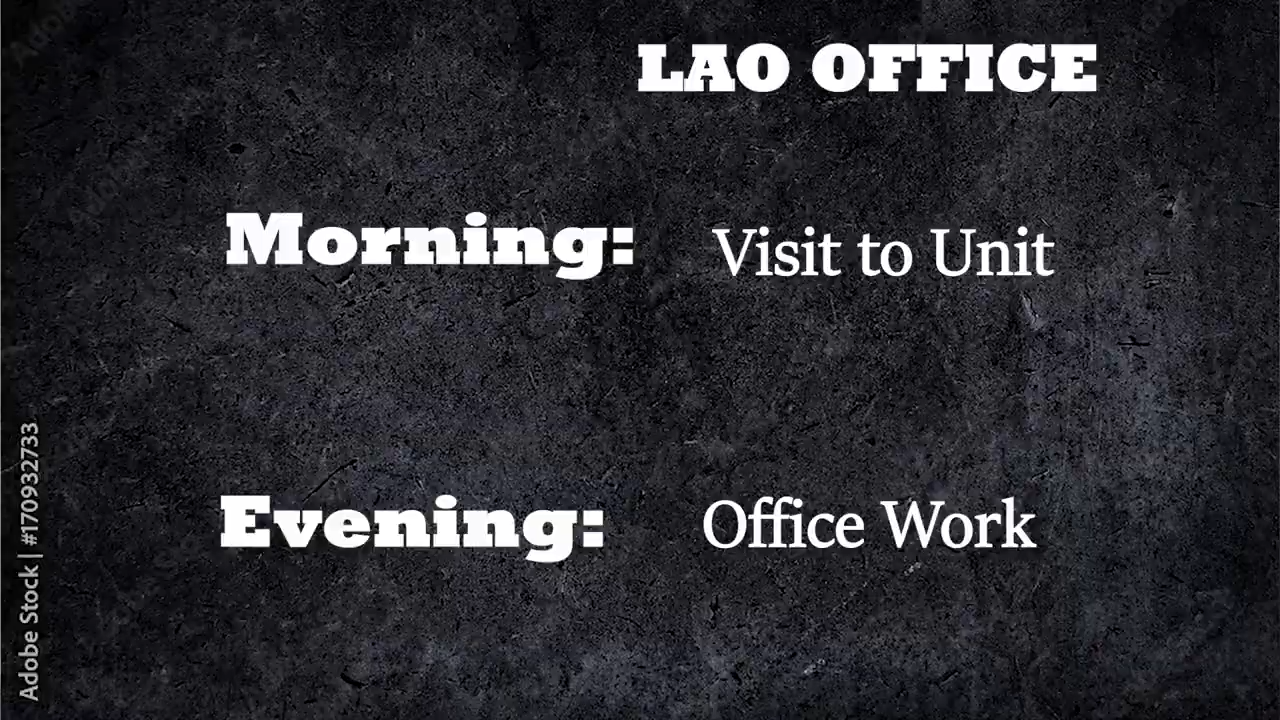 LAO OFFICE
Morning: Visit to Unit
Evening: Office Work
Adobe Stock | #170932733